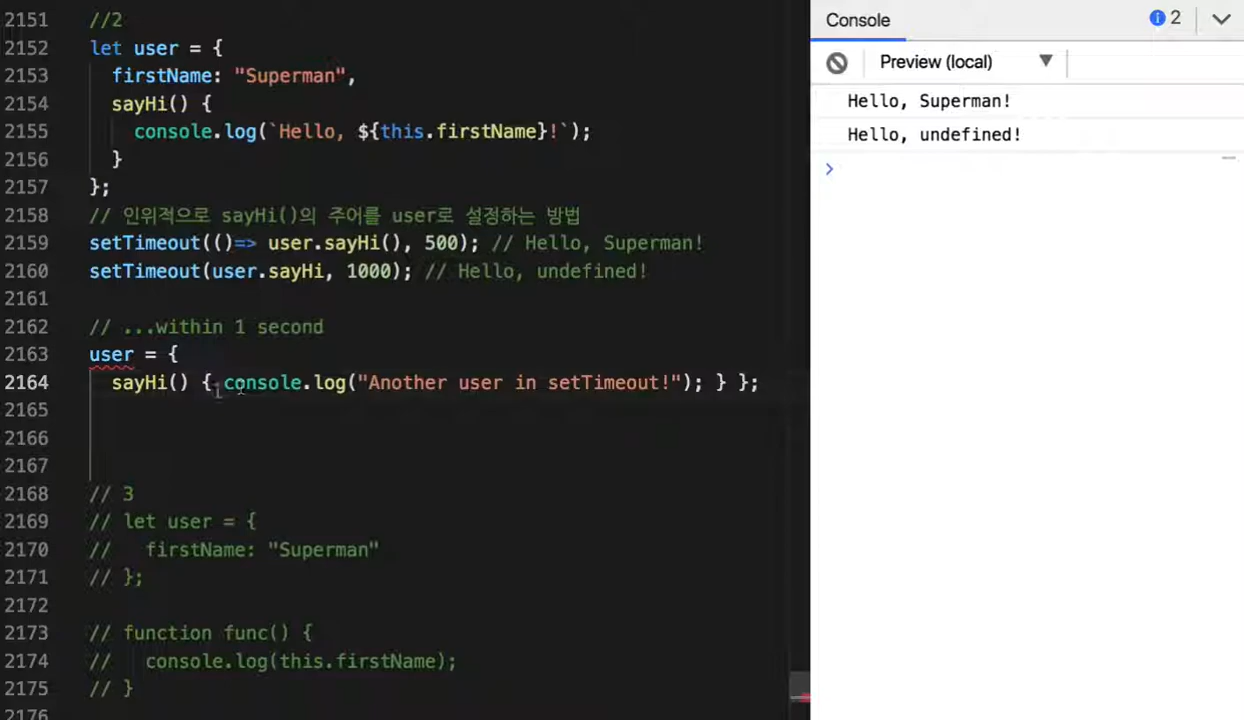 2151 //2
2152 let user = {
2153 firstName: "Superman",
2154 sayHi() {
2155 console.log(`Hello, ${this.firstName}!`);
2156 }
2157 };
2158 // 인위적으로 sayHi()의 주어를 user로 설정하는 방법
2159 setTimeout(()=> user.sayHi(), 500); // Hello, Superman!
2160 setTimeout(user.sayHi, 1000); // Hello, undefined!
2161
2162 // ...within 1 second
2163 user = {
2164 sayHi() { console.log("Another user in setTimeout!"); } };
2165
2166
2167
2168 // 3
2169 // let user = {
2170 // firstName: "Superman"
2171 // };
2172
2173 // function func() {
2174 // console.log(this.firstName);
2175 // }
2176
Console
2
Preview (local)
Hello, Superman!
Hello, undefined!
>